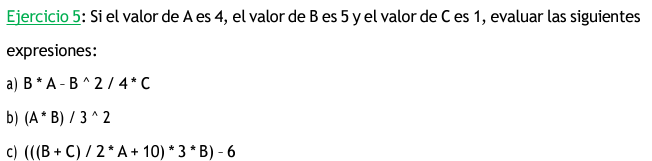 Ejercicio 5: Si el valor de A es 4, el valor de B es 5 y el valor de C es 1, evaluar las siguientes
expresiones:
a) B * A – B ^ 2 / 4 * C
b) (A * B) / 3 ^ 2
c) (((B + C) / 2 * A + 10) * 3 * B) – 6